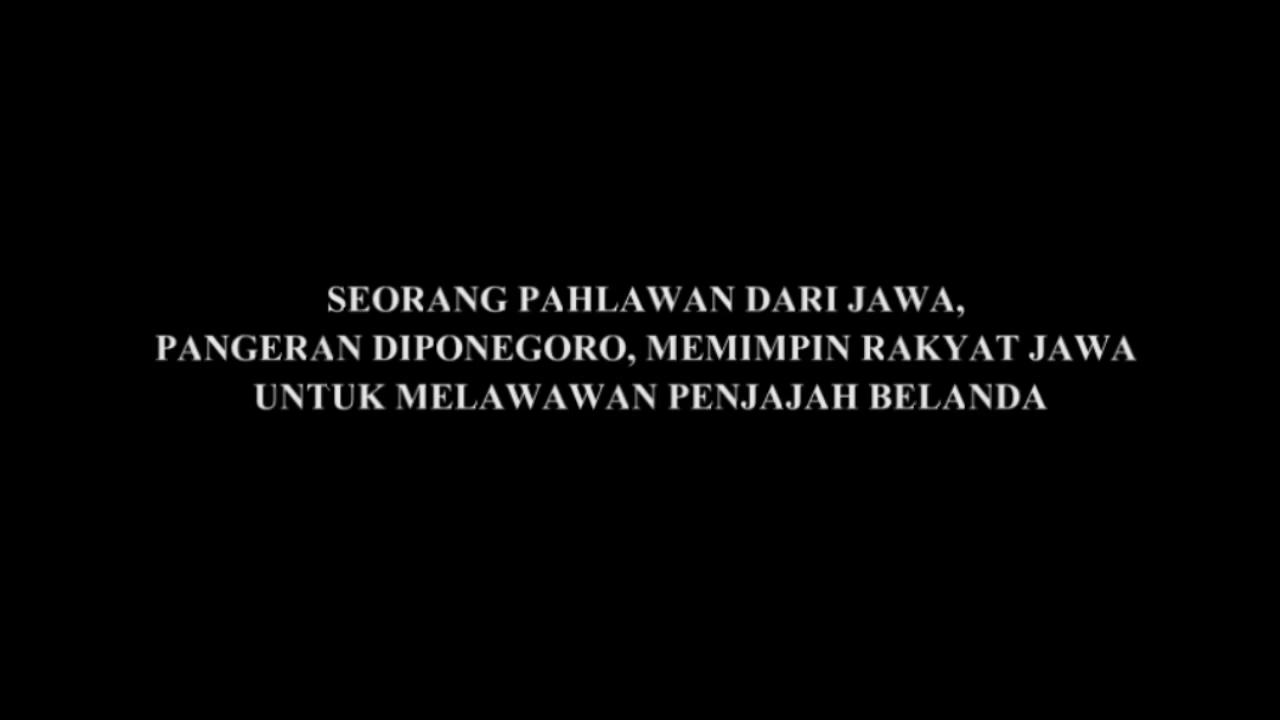 SEORANG PAHLAWAN DARI JAWA,
PANGERAN DIPONEGORO, MEMIMPIN RAKYAT JAWA
UNTUK MELAWAWAN PENJAJAH BELANDA